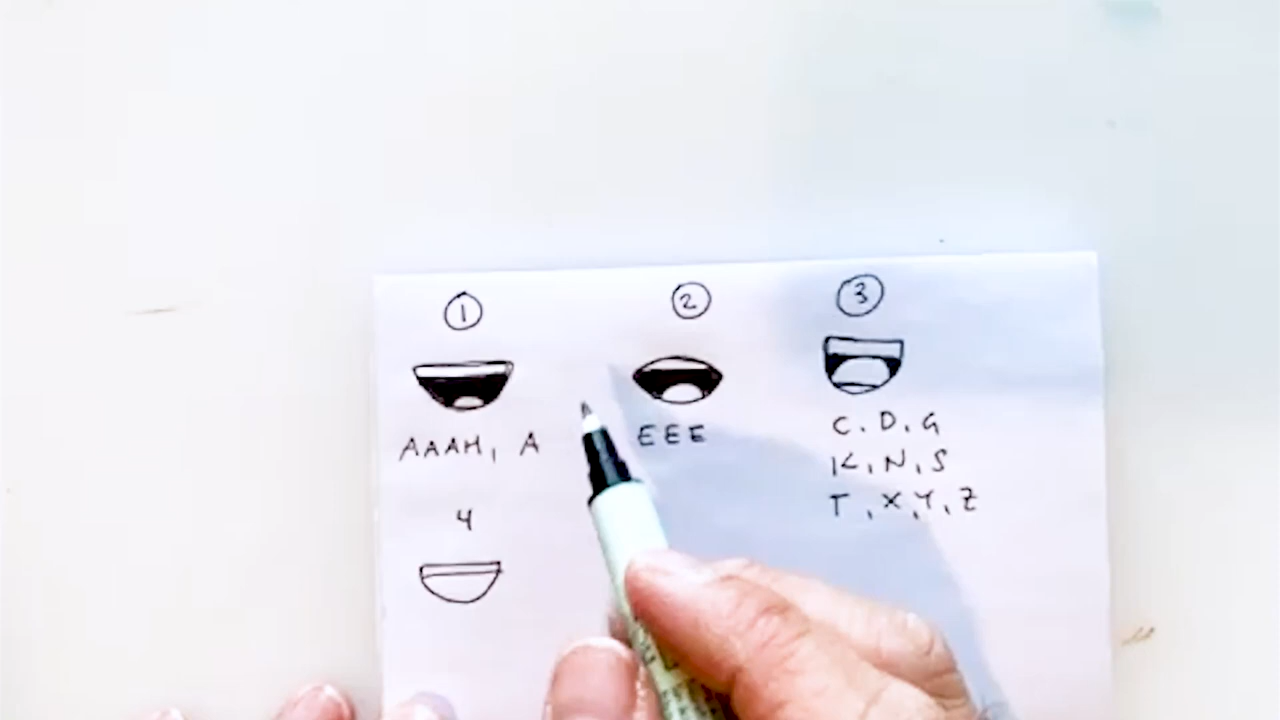 1 2 3
AAAH, A
EEE
C. D. G
K, N, S
T, X, Y, Z
4